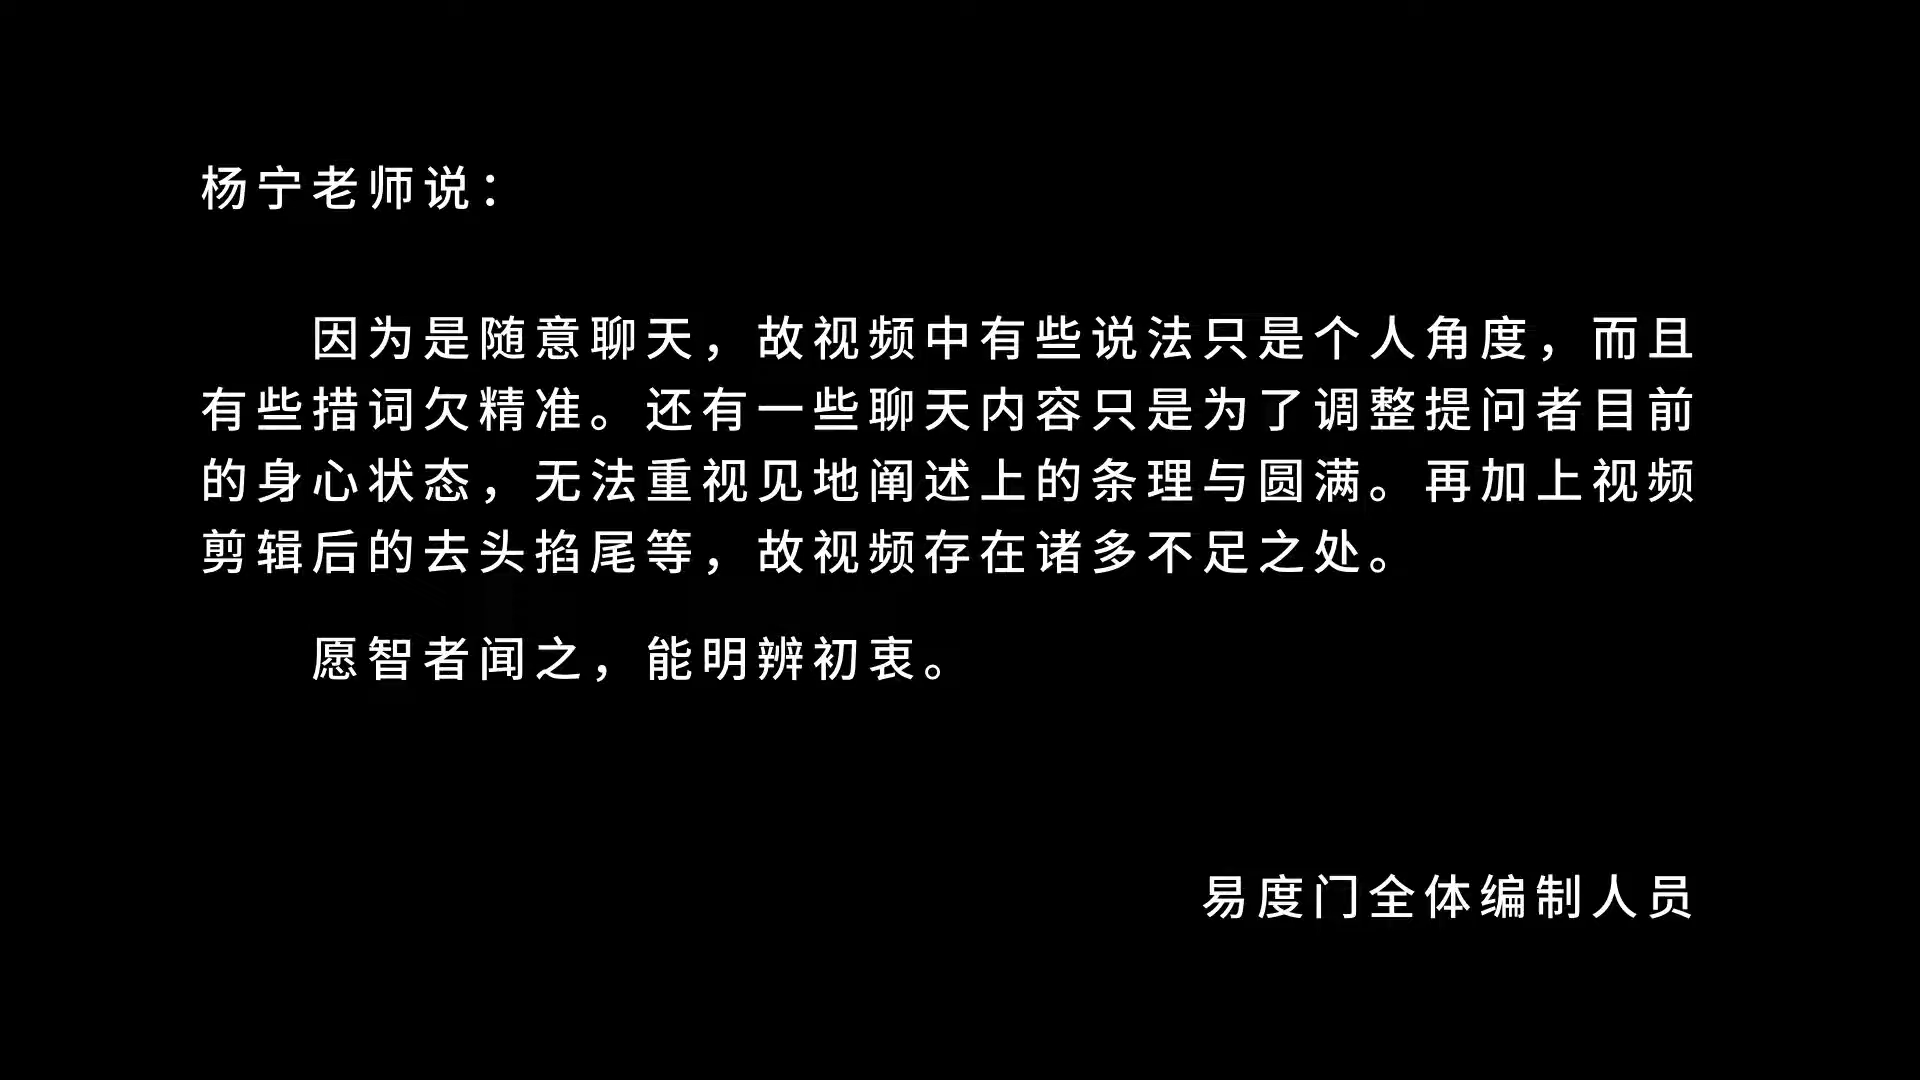 杨宁老师说：
因为是随意聊天，故视频中有些说法只是个人角度，而且
有些措词欠精准。还有一些聊天内容只是为了调整提问者目前
的身心状态，无法重视见地阐述上的条理与圆满。再加上视频
剪辑后的去头掐尾等，故视频存在诸多不足之处。
愿智者闻之，能明辨初衷。
易度门全体编制人员